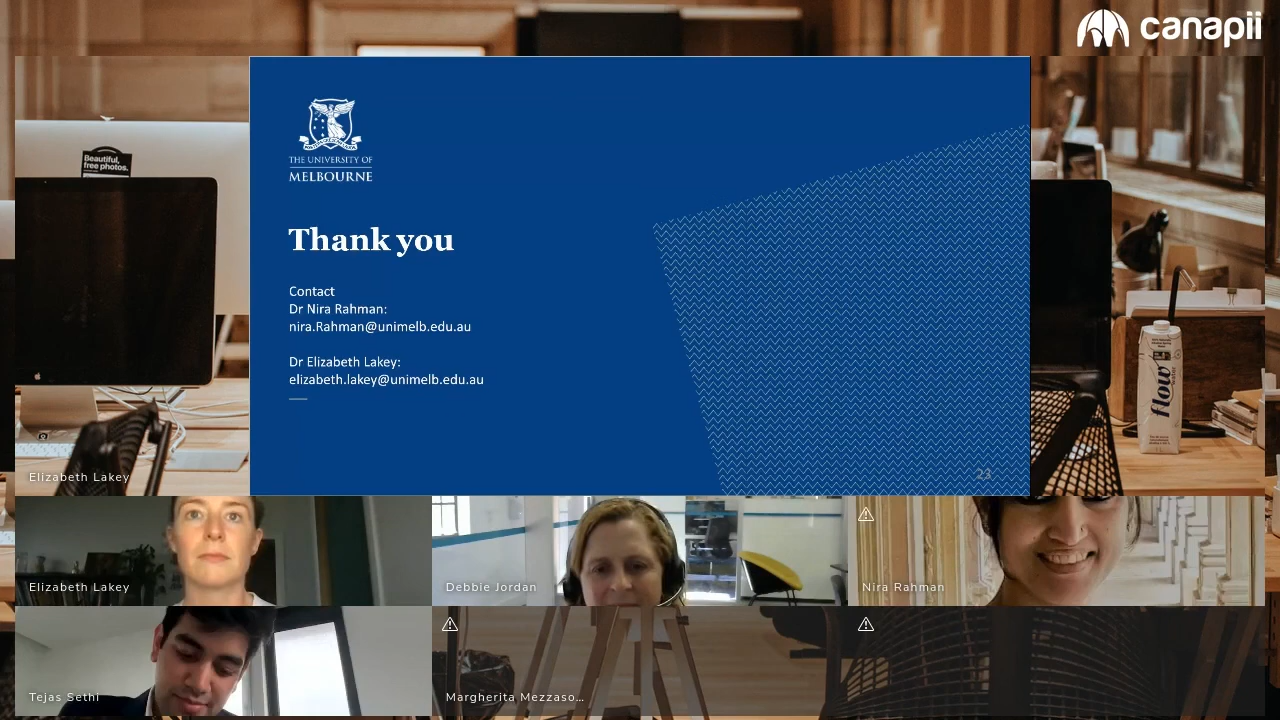 canapii
Beautiful,
free photos.
THE UNIVERSITY OF
MELBOURNE
Thank you
Contact
Dr Nira Rahman:
nira.Rahman@unimelb.edu.au
Dr Elizabeth Lakey:
elizabeth.lakey@unimelb.edu.au
23
flow
Elizabeth Lakey
Elizabeth Lakey
Debbie Jordan
Nira Rahman
Tejas Sethi
Margherita Mezzaso...